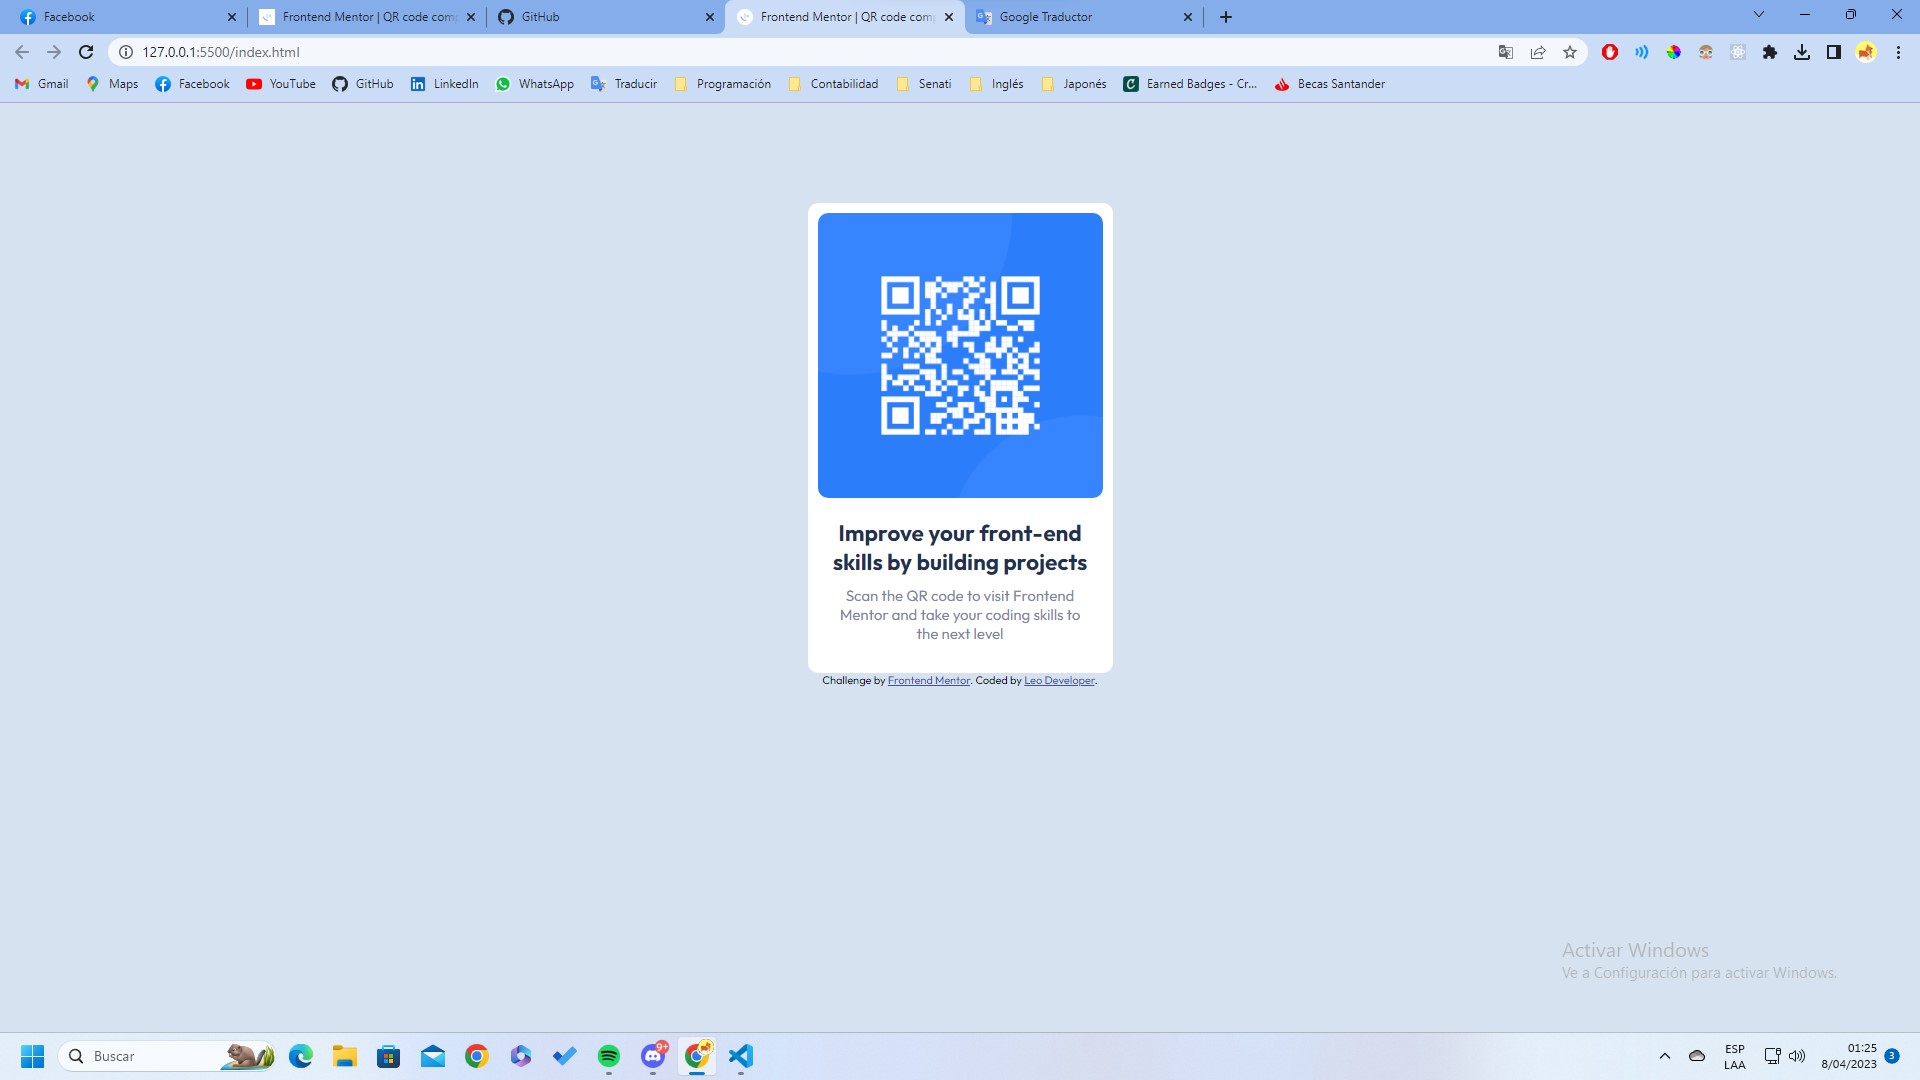 Facebook
Frontend Mentor | QR code com
GitHub
Frontend Mentor | QR code com
Google Traductor
127.0.0.1:5500/index.html
Gmail
Maps
Facebook
YouTube
GitHub
LinkedIn
WhatsApp
Traducir
Programación
Contabilidad
Senati
Inglés
Japonés
Earned Badges - Cr...
Becas Santander
Improve your front-end
skills by building projects
Scan the QR code to visit Frontend
Mentor and take your coding skills to
the next level
Challenge by Frontend Mentor. Coded by Leo Developer.
Activar Windows
Ve a Configuración para activar Windows.
Buscar
9+
ESP
LAA
01:25
8/04/2023
3